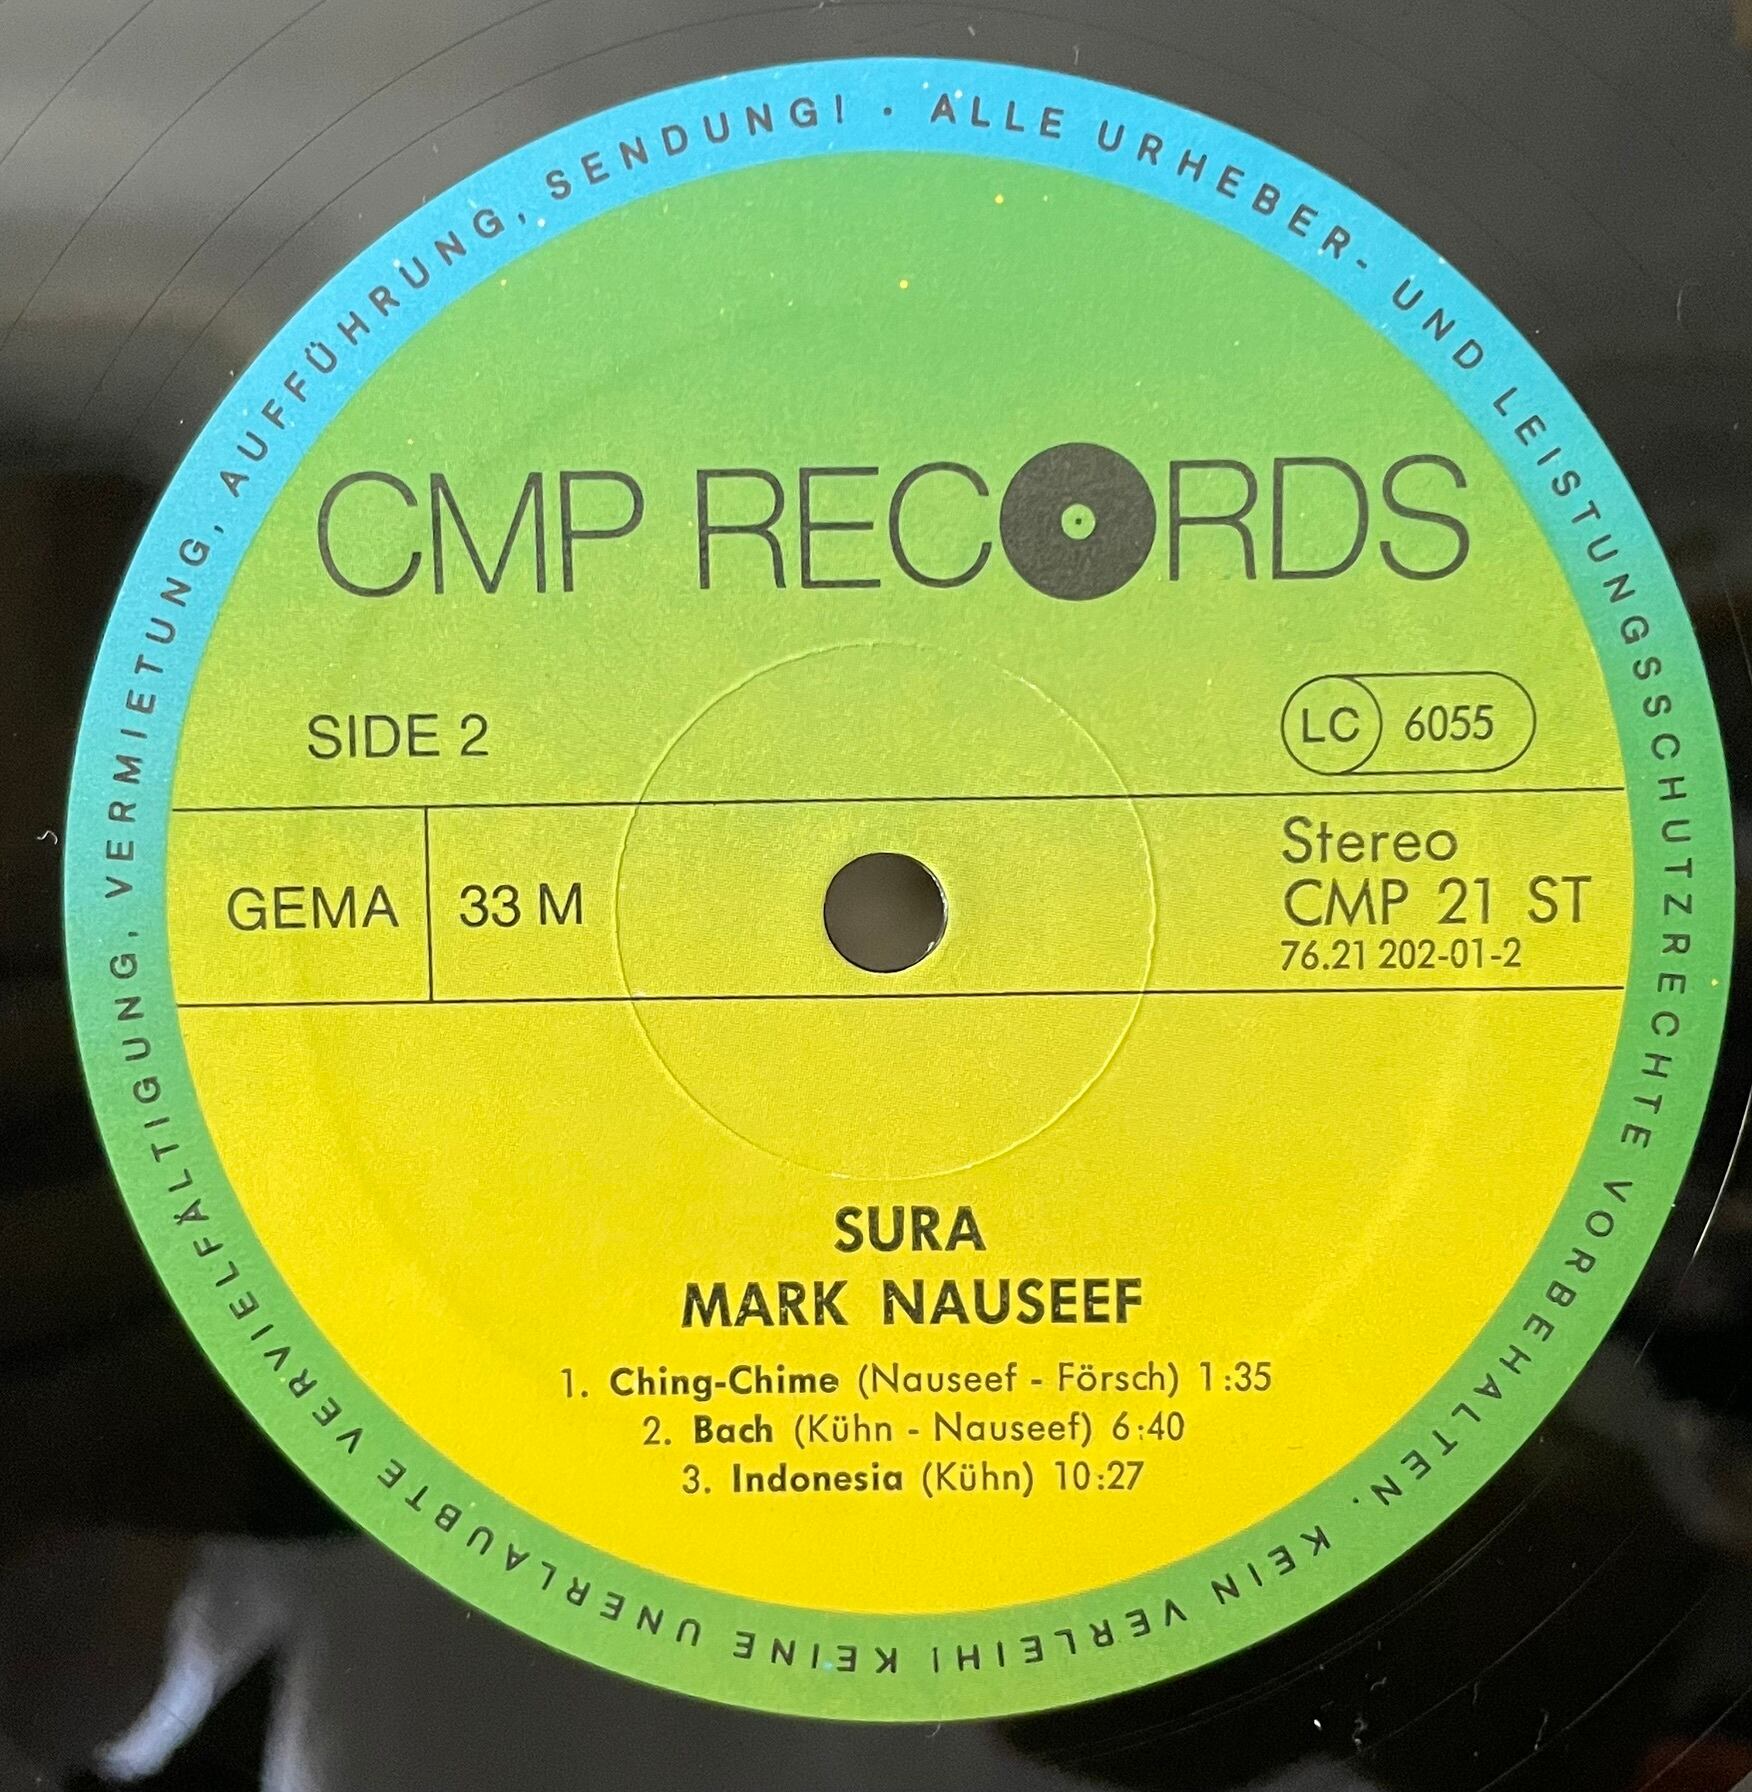 ALLE URHEBER- UND LEISTUNGSSCHUTZRECHTE VORBEHALTEN. KEIN VERLEIH! KEINE UNERLAUBTE VERVIELFÄLTIGUNG, VERMIETUNG, AUFFÜHRUNG, SENDUNG! ·
CMP RECORDS
SIDE 2
LC 6055
GEMA
33 M
Stereo
CMP 21 ST
76.21 202-01-2
SURA
MARK NAUSEEF
1. Ching-Chime (Nauseef - Försch) 1:35
2. Bach (Kühn - Nauseef) 6:40
3. Indonesia (Kühn) 10:27